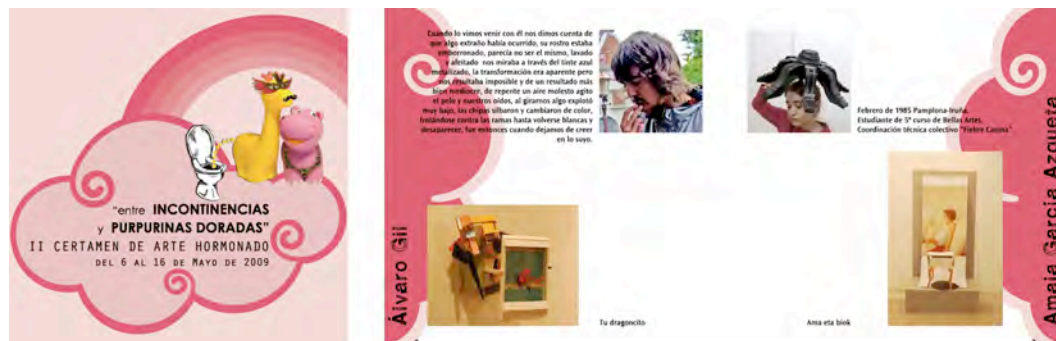 "entre INCONTINENCIAS
y PURPURINAS DORADAS"
II CERTAMEN DE ARTE HORMONADO
DEL 6 AL 16 DE MAYO DE 2009
Álvaro Gil
Cuando lo vimos venir con él nos dimos cuenta de
que algo extraño había ocurrido, su rostro estaba
emborronado, parecía no ser el mismo, lavado
y afeitado nos miraba a través del tinte azul
metalizado, la transformación era aparente pero
nos resultaba imposible y de un resultado más
bien mediocre, de repente un aire molesto agito
el pelo y nuestros oídos, al girarnos algo explotó
muy bajo, las chipas silbaron y cambiaron de color,
limándose contra las ramas hasta volverse blancas y
desaparecer, fue entonces cuando dejamos de creer
en lo suyo.
Tu dragoncito
Febrero de 1985 Pamplona-Iruña.
Estudiante de 5º curso de Bellas Artes.
Coordinación técnica colectivo "Fiebre Canina".
Ama eta biok
Amaia García Azqueta